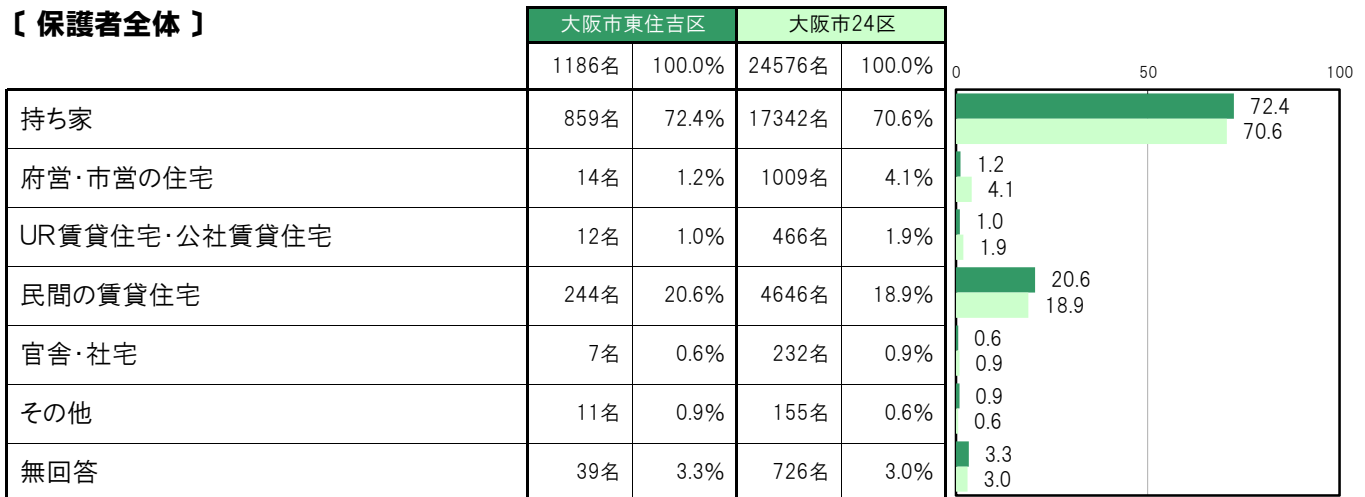 〔 保護者全体 〕
大阪市東住吉区 大阪市24区
1186名 100.0% 24576名 100.0%
0 50 100
持ち家 859名 72.4% 17342名 70.6% 72.4
70.6
府営・市営の住宅 14名 1.2% 1009名 4.1% 1.2
4.1
UR賃貸住宅・公社賃貸住宅 12名 1.0% 466名 1.9% 1.0
1.9
民間の賃貸住宅 244名 20.6% 4646名 18.9% 20.6
18.9
官舎・社宅 7名 0.6% 232名 0.9% 0.6
0.9
その他 11名 0.9% 155名 0.6% 0.9
0.6
無回答 39名 3.3% 726名 3.0% 3.3
3.0